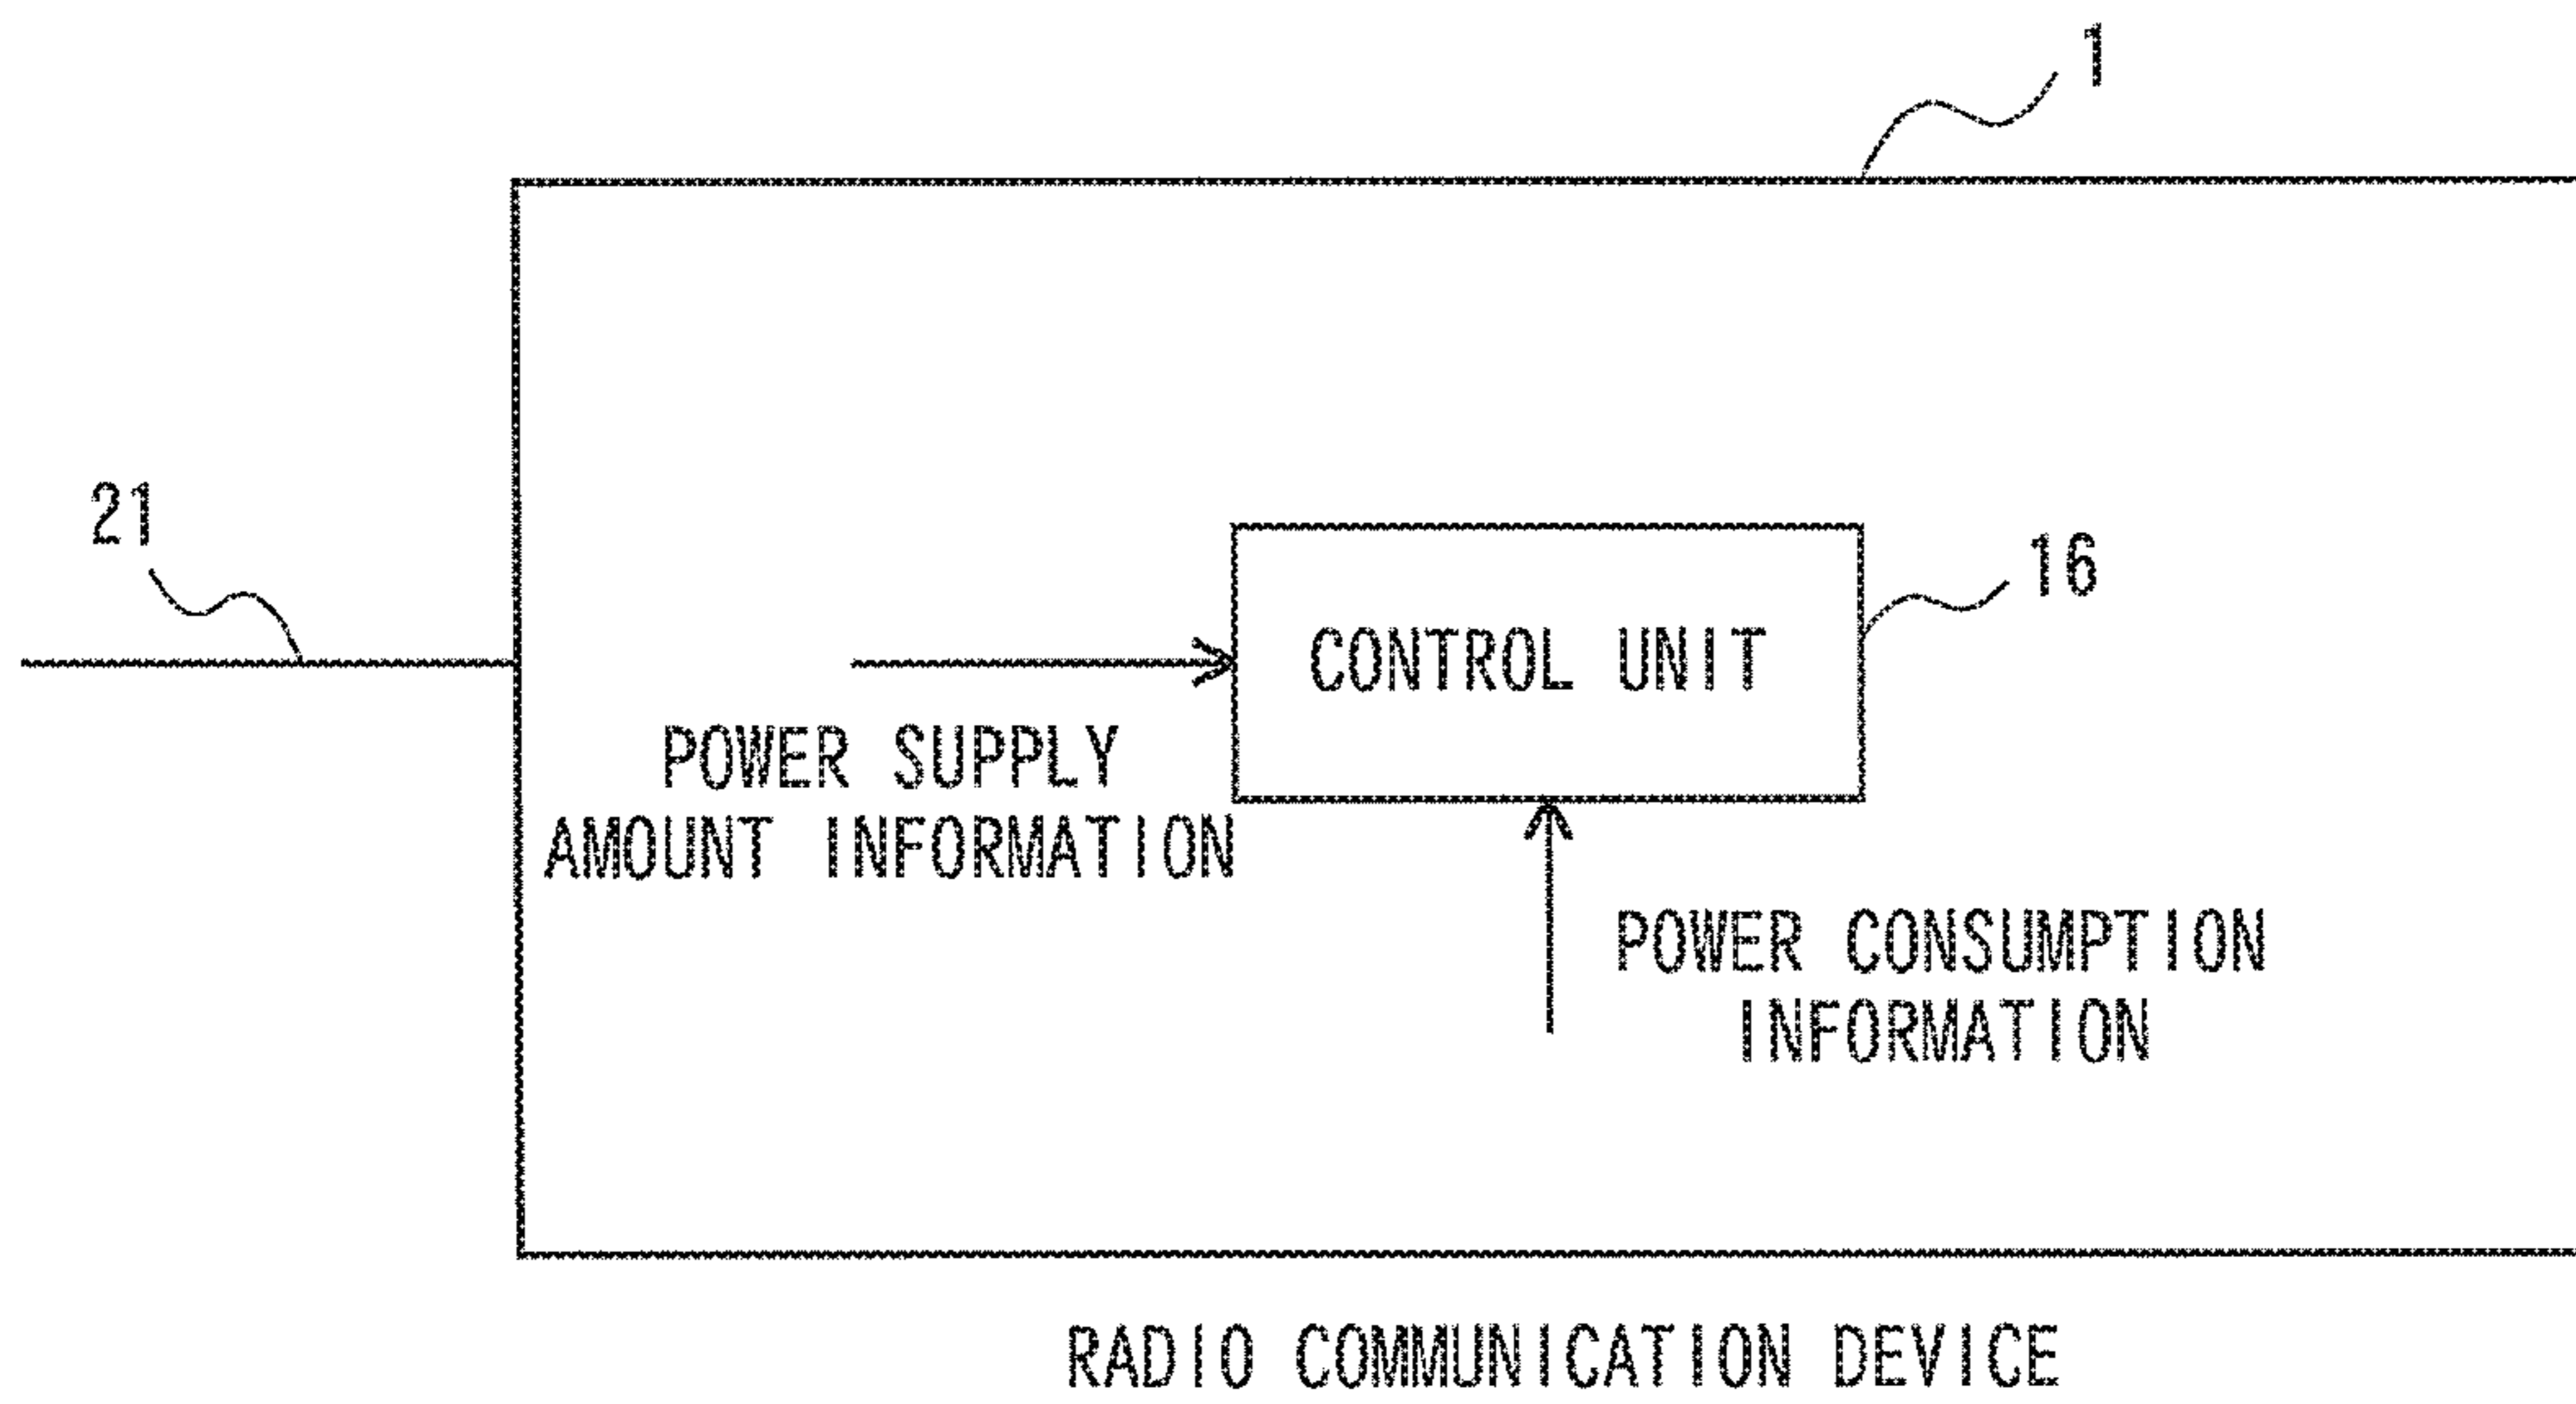 1
21
16
CONTROL UNIT
POWER SUPPLY
AMOUNT INFORMATION
POWER CONSUMPTION
INFORMATION
RADIO COMMUNICATION DEVICE